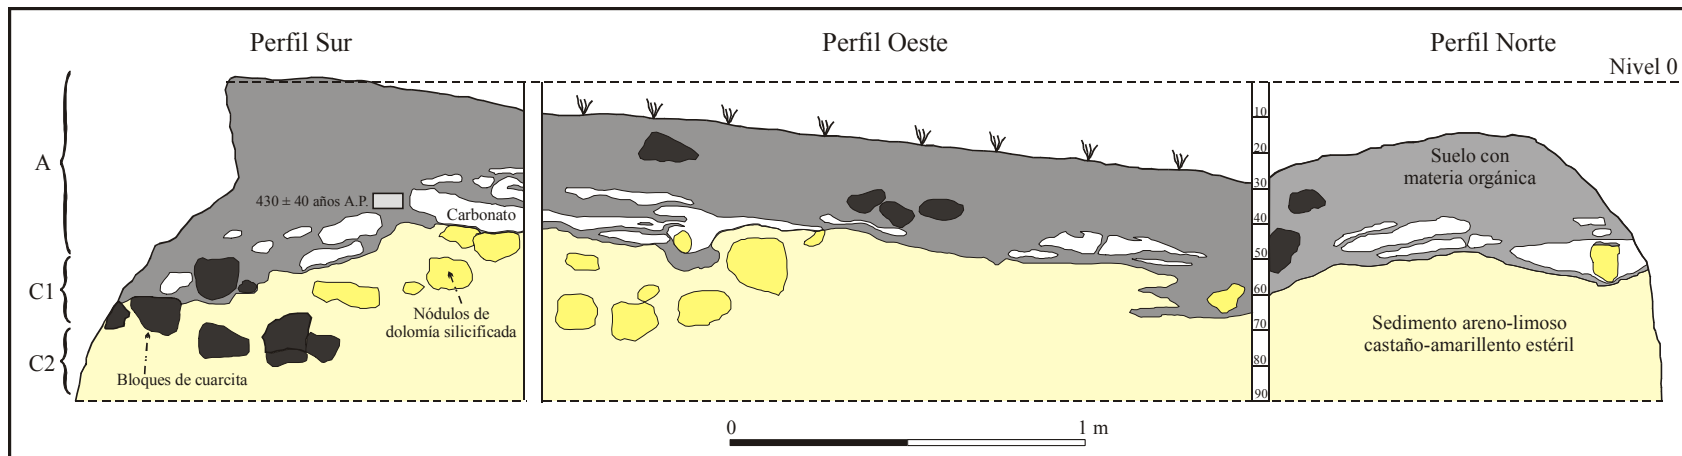 Perfil Sur
Perfil Oeste
Perfil Norte
Nivel 0
A
C1
C2
430 ± 40 años A.P.
Carbonato
Nódulos de
dolomía silicificada
Bloques de cuarcita
10
20
30
40
50
60
70
80
90
Suelo con
materia orgánica
Sedimento areno-limoso
castaño-amarillento estéril
0
1 m